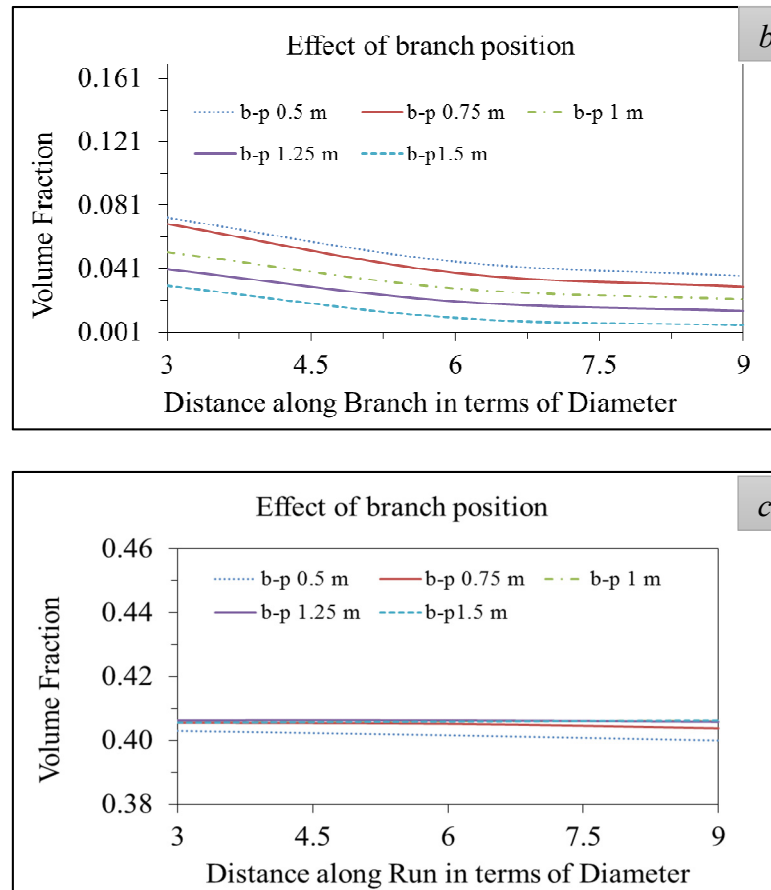 b
Effect of branch position
0.161
b-p 0.5 m b-p 0.75 m b-p 1 m
0.121
b-p 1.25 m b-p1.5 m
0.081
0.041
0.001
Volume Fraction
3 4.5 6 7.5 9
Distance along Branch in terms of Diameter
c
Effect of branch position
0.46
b-p 0.5 m b-p 0.75 m b-p 1 m
0.44
b-p 1.25 m b-p1.5 m
0.42
0.40
0.38
Volume Fraction
3 4.5 6 7.5 9
Distance along Run in terms of Diameter